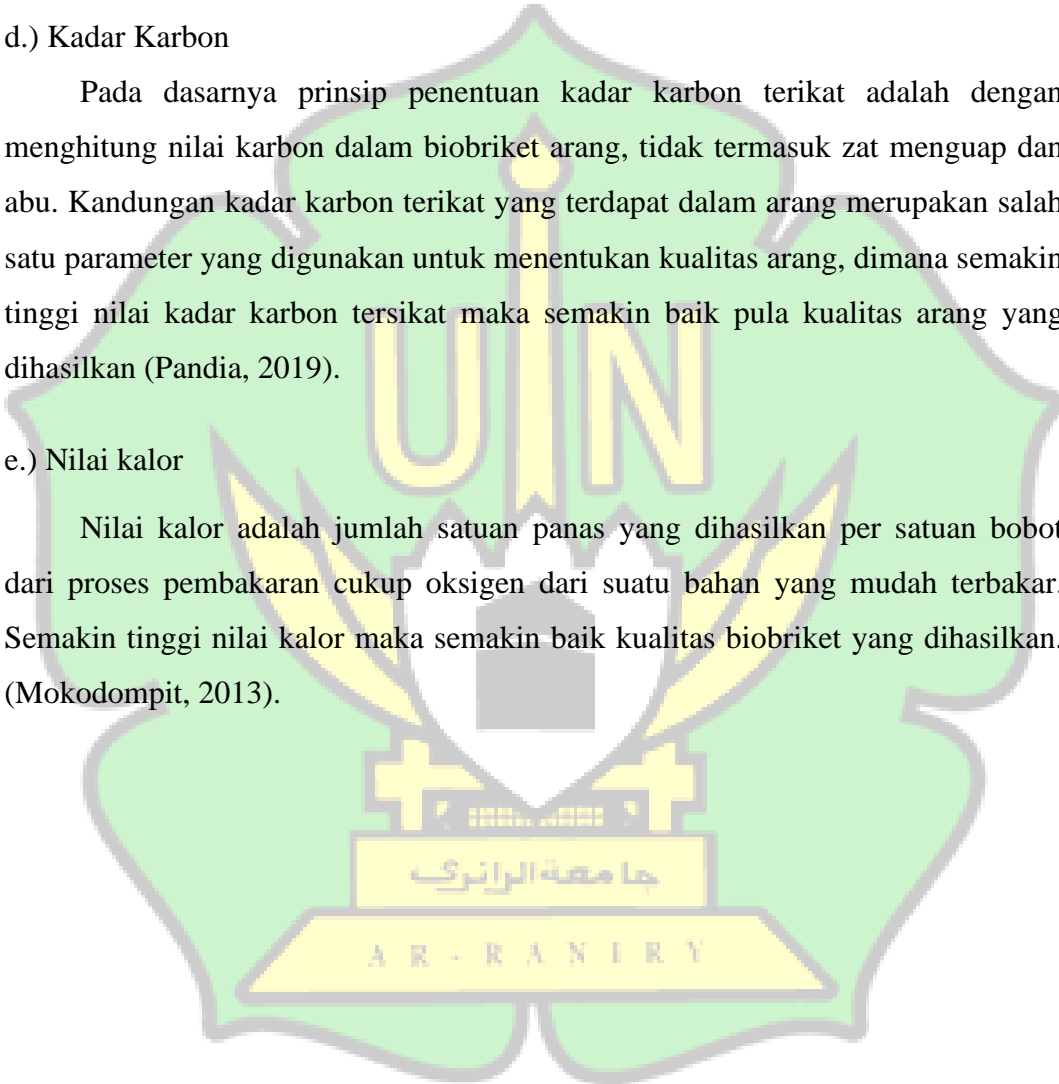 d.) Kadar Karbon
Pada dasarnya prinsip penentuan kadar karbon terikat adalah dengan
menghitung nilai karbon dalam biobriket arang, tidak termasuk zat menguap dan
abu. Kandungan kadar karbon terikat yang terdapat dalam arang merupakan salah
satu parameter yang digunakan untuk menentukan kualitas arang, dimana semakin
tinggi nilai kadar karbon tersikat maka semakin baik pula kualitas arang yang
dihasilkan (Pandia, 2019).
e.) Nilai kalor
Nilai kalor adalah jumlah satuan panas yang dihasilkan per satuan bobot
dari proses pembakaran cukup oksigen dari suatu bahan yang mudah terbakar.
Semakin tinggi nilai kalor maka semakin baik kualitas biobriket yang dihasilkan.
(Mokodompit, 2013).
UIN
جامعة الرانري
AR-RANIRY